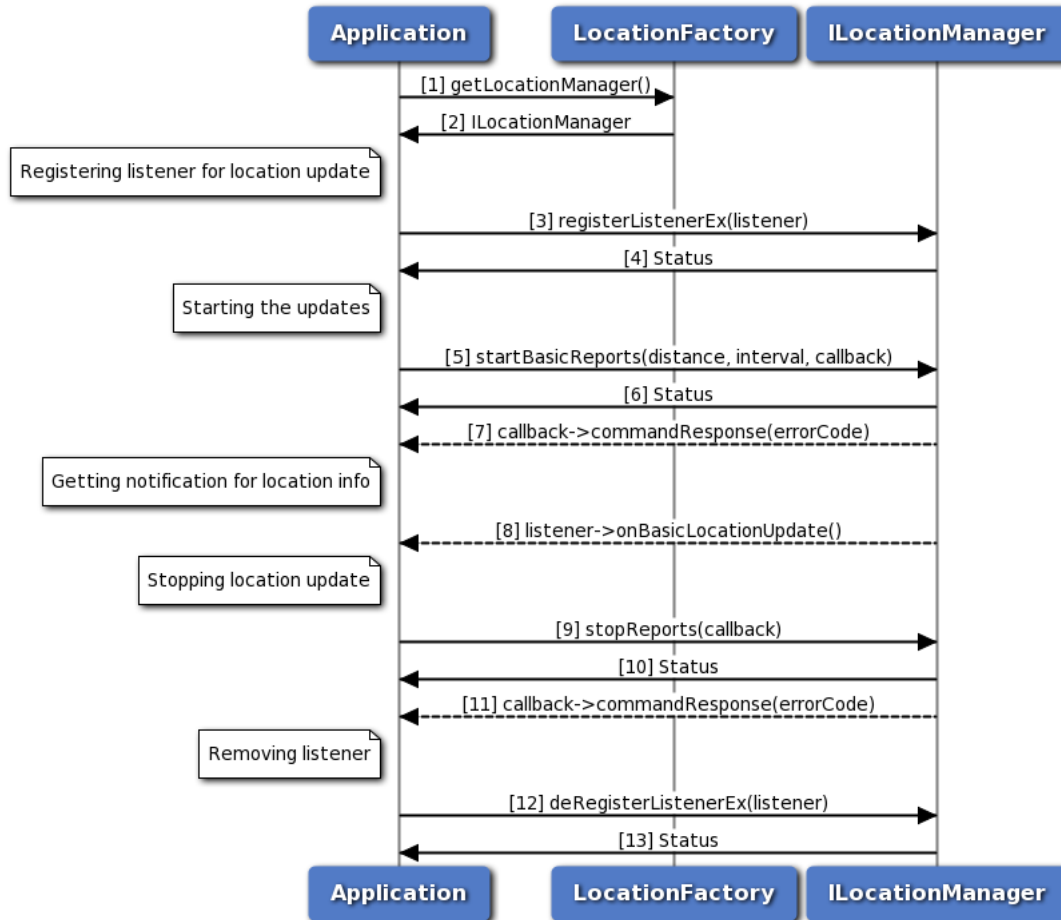 Application
LocationFactory
ILocationManager
[1] getLocationManager()
[2] ILocationManager
Registering listener for location update
[3] registerListenerEx(listener)
[4] Status
Starting the updates
[5] startBasicReports(distance, interval, callback)
[6] Status
[7] callback->commandResponse(errorCode)
Getting notification for location info
[8] listener->onBasicLocationUpdate()
Stopping location update
[9] stopReports(callback)
[10] Status
[11] callback->commandResponse(errorCode)
Removing listener
[12] deRegisterListenerEx(listener)
[13] Status
Application
LocationFactory
ILocationManager